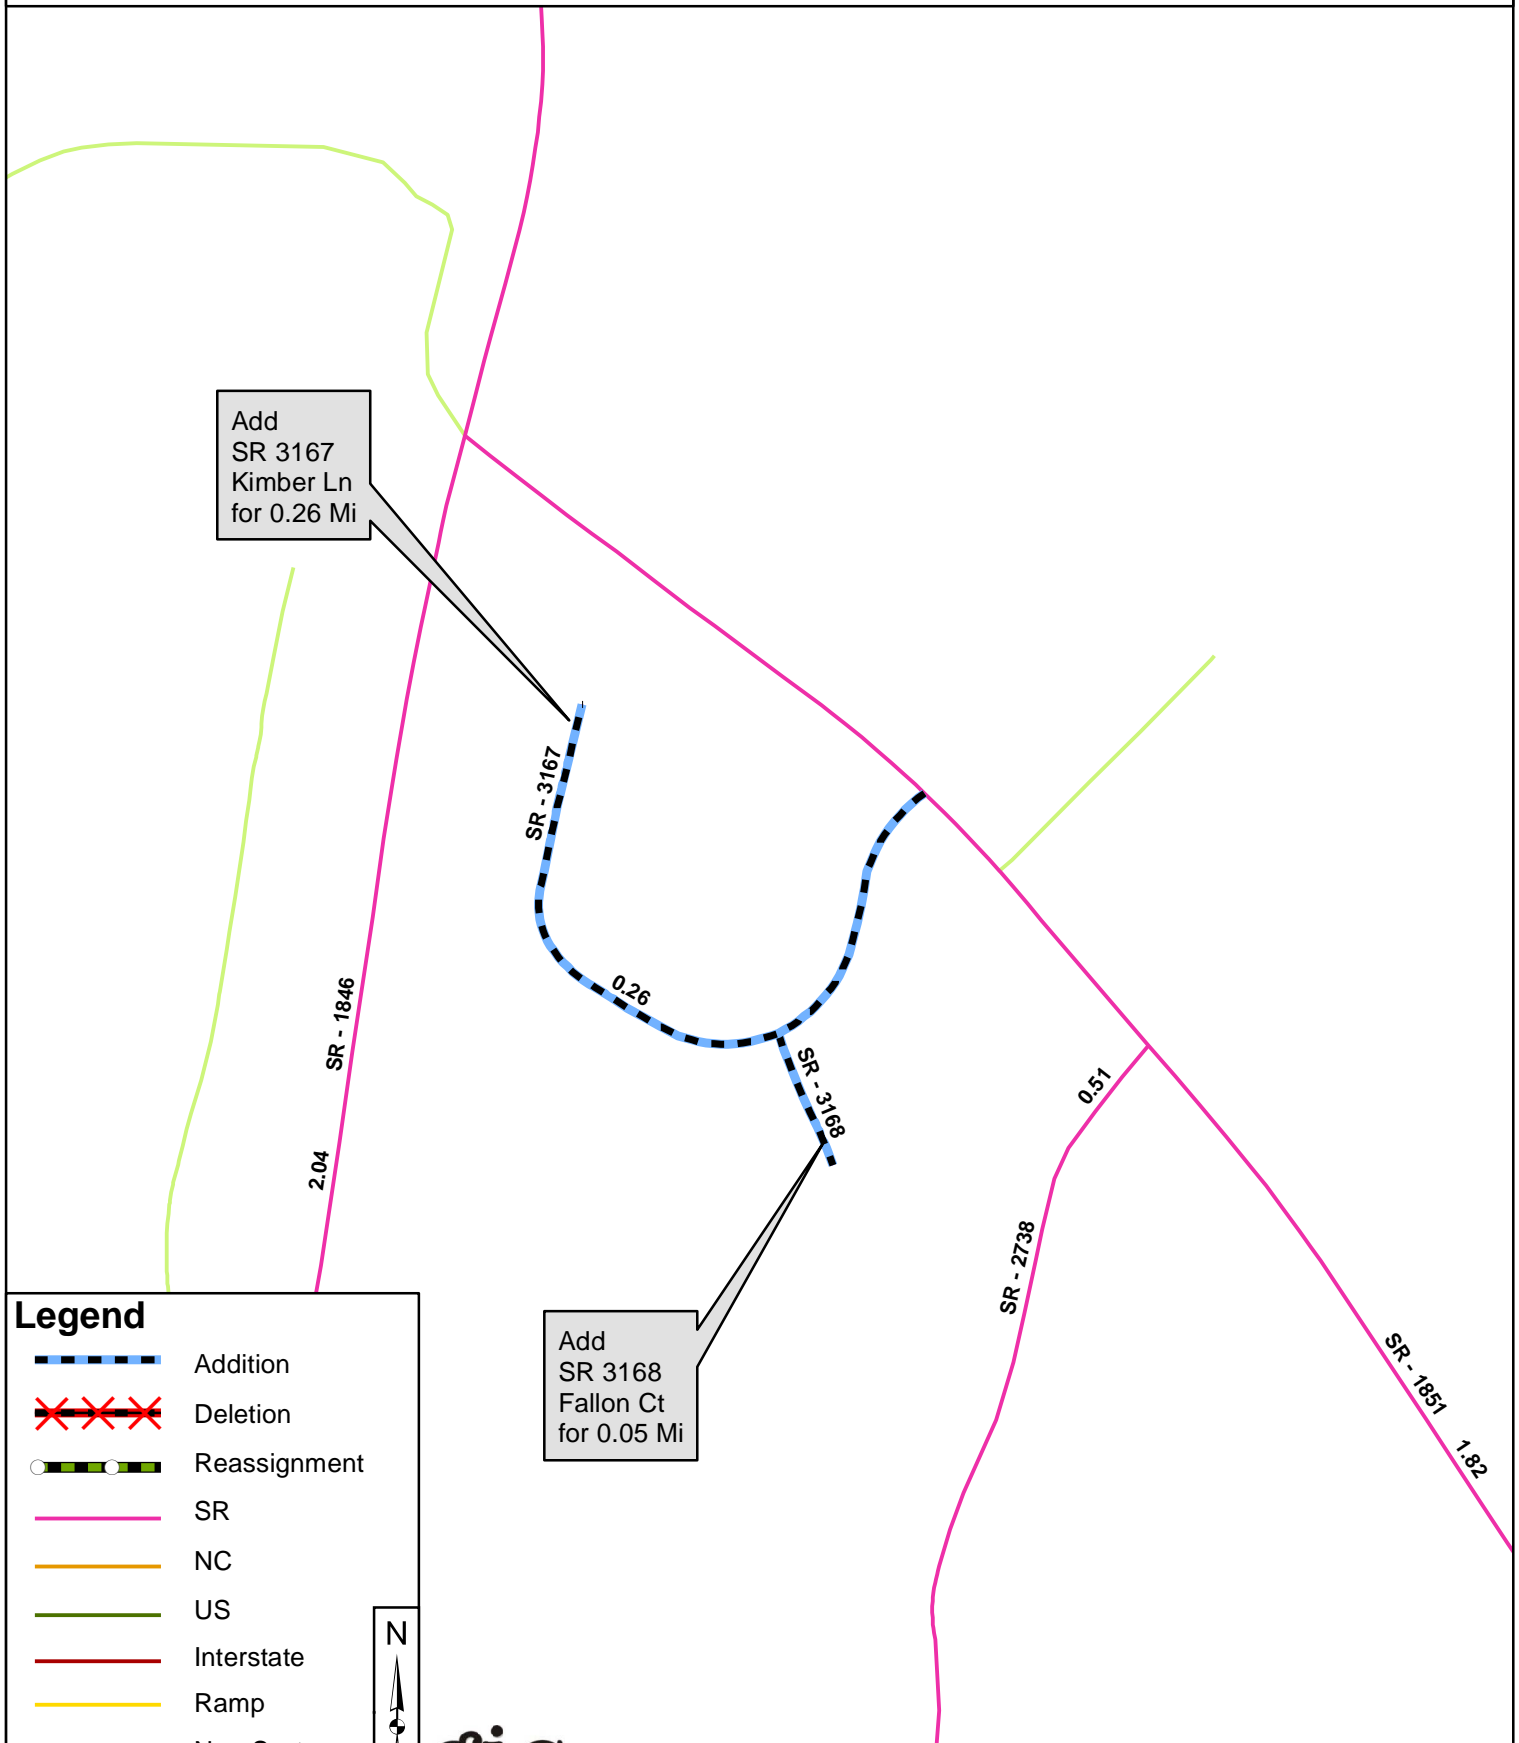 Add
SR 3167
Kimber Ln
for 0.26 Mi
SR - 3167
0.26
SR - 1846
SR - 3168
0.51
2.04
SR - 2738
Legend
Addition
Deletion
Reassignment
SR
NC
US
Interstate
Ramp
N
Add
SR 3168
Fallon Ct
for 0.05 Mi
SR - 1851
1.82